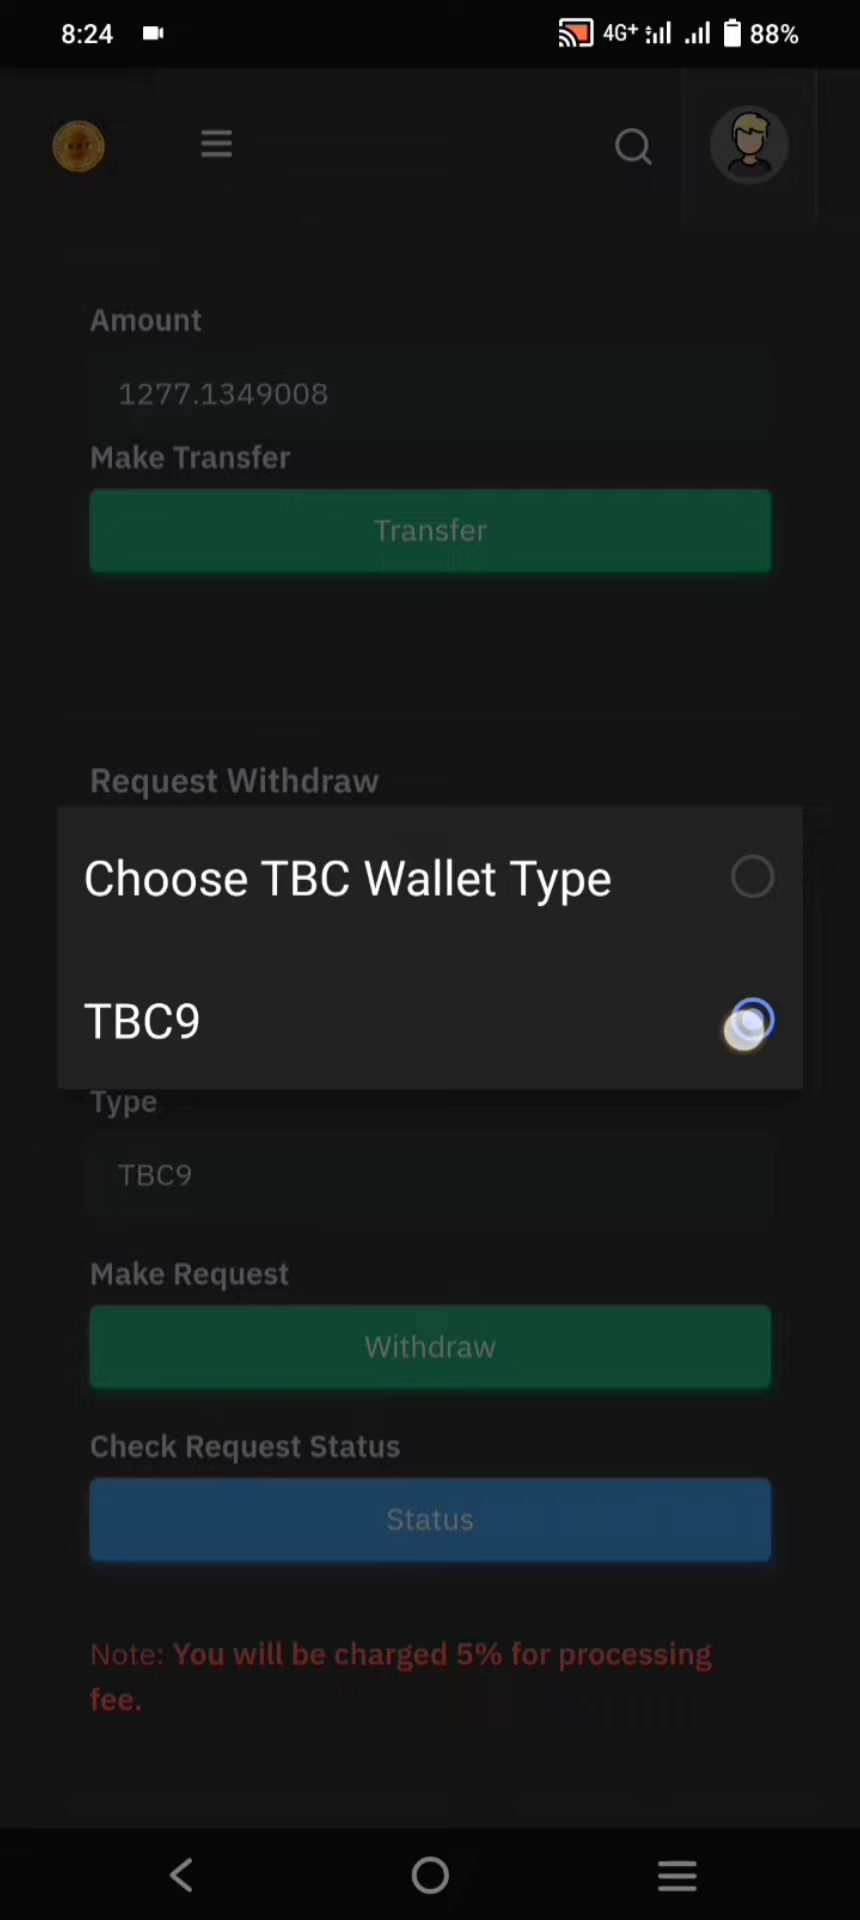 8:24 4G+ 88%
Amount
1277.1349008
Make Transfer
Transfer
Request Withdraw
Choose TBC Wallet Type
TBC9
Type
TBC9
Make Request
Withdraw
Check Request Status
Status
Note: You will be charged 5% for processing
fee.